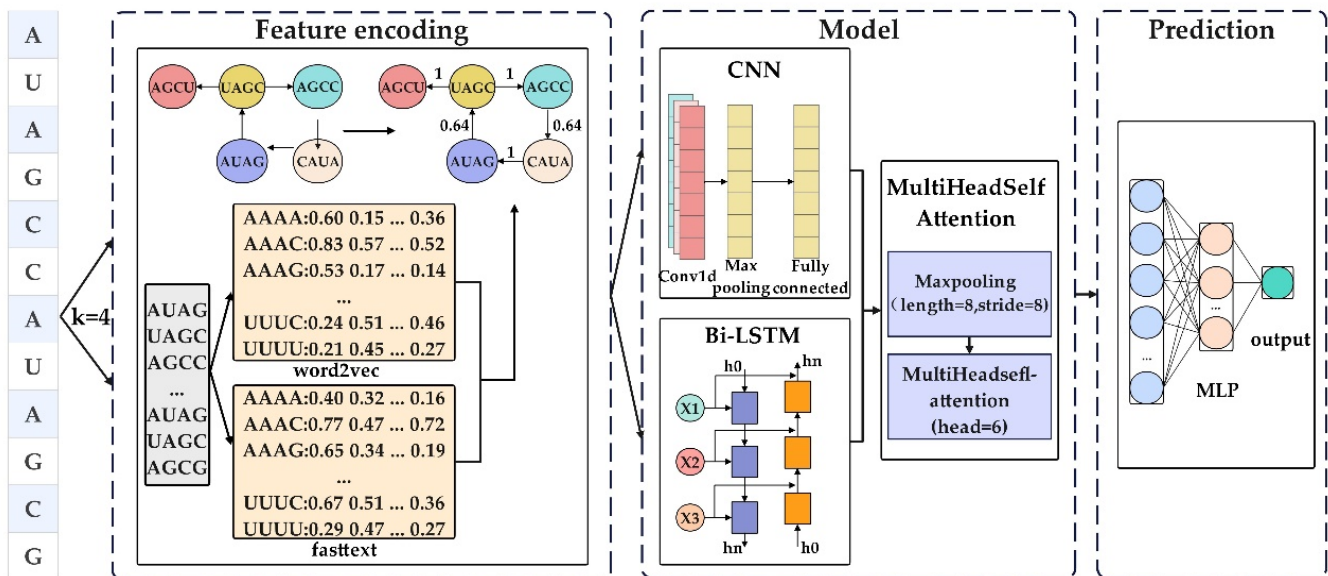 A
U
A
G
C
C
A
U
A
G
C
G
k=4
Feature encoding
AGCU
UAGC
AGCC
AUAG
CAUA
AGCU
1
UAGC
1
AGCC
0.64
0.64
AUAG
1
CAUA
AUAG
UAGC
AGCC
...
AUAG
UAGC
AGCG
AAAA:0.60 0.15 ... 0.36
AAAC:0.83 0.57 ... 0.52
AAAG:0.53 0.17 ... 0.14
...
UUUC:0.24 0.51 ... 0.46
UUUU:0.21 0.45 ... 0.27
word2vec
AAAA:0.40 0.32 ... 0.16
AAAC:0.77 0.47 ... 0.72
AAAG:0.65 0.34 ... 0.19
...
UUUC:0.67 0.51 ... 0.36
UUUU:0.29 0.47 ... 0.27
fasttext
Model
CNN
Conv1d
Max
pooling
Fully
connected
Bi-LSTM
h0
hn
X1
X2
X3
hn
h0
MultiHeadSelf
Attention
Maxpooling
(length=8,stride=8)
MultiHeadsefl-
attention
(head=6)
Prediction
...
...
MLP
output